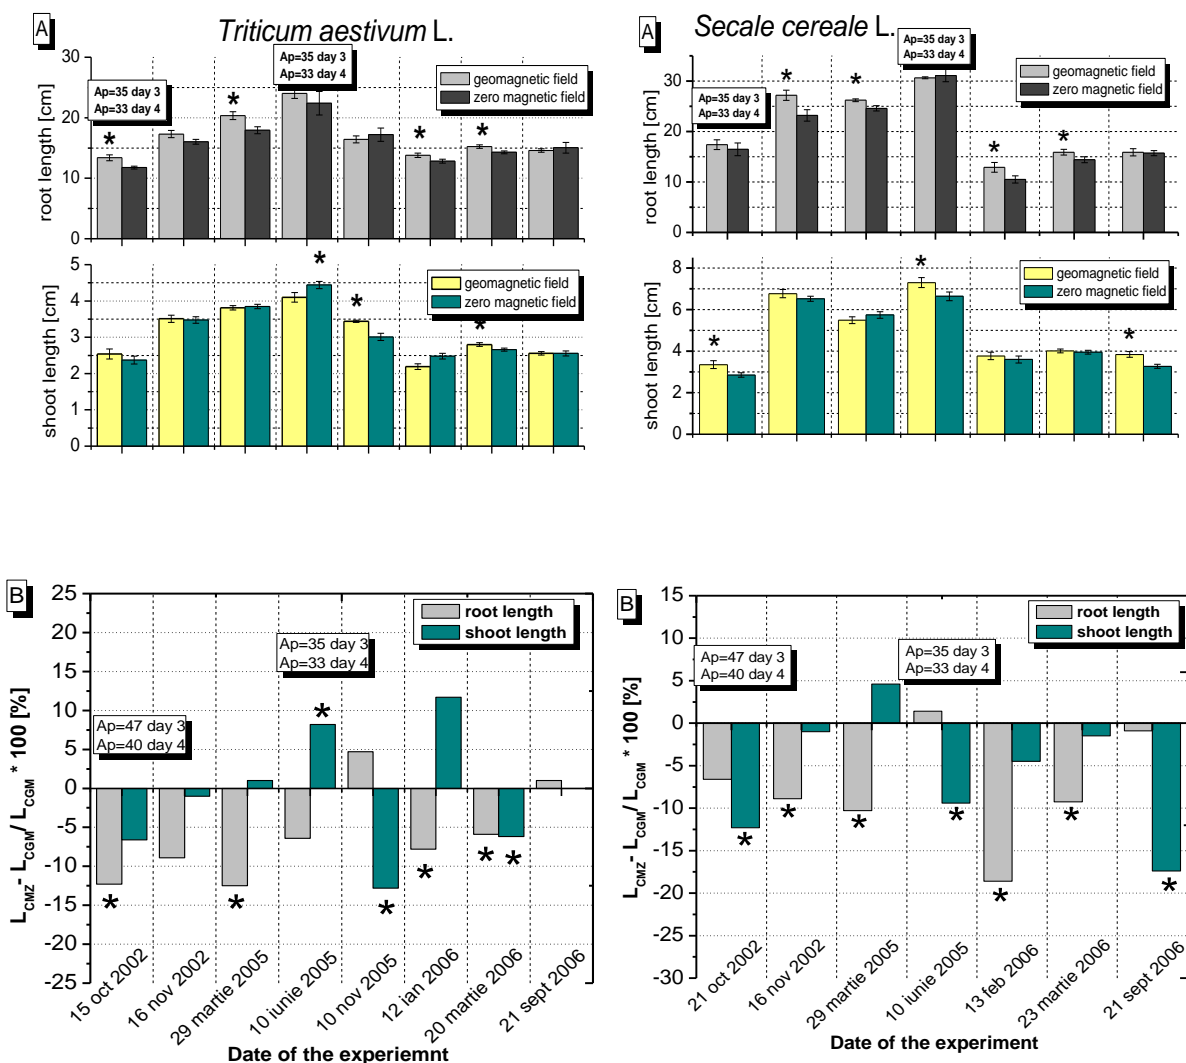 A
Triticum aestivum L.
Ap=35 day 3
Ap=33 day 4
Ap=35 day 3
Ap=33 day 4
geomagnetic field
zero magnetic field
root length [cm]
30
20
10
0
*
*
*
*
geomagnetic field
zero magnetic field
shoot length [cm]
5
4
3
2
1
0
*
*
*
A
Secale cereale L.
Ap=35 day 3
Ap=33 day 4
Ap=35 day 3
Ap=33 day 4
geomagnetic field
zero magnetic field
root length [cm]
30
20
10
0
*
*
*
*
geomagnetic field
zero magnetic field
shoot length [cm]
8
6
4
2
0
*
*
*
B
root length
shoot length
Ap=35 day 3
Ap=33 day 4
Ap=47 day 3
Ap=40 day 4
LCMZ- LCGM/ LCGM * 100 [%]
25
20
15
10
5
0
-5
-10
-15
-20
-25
*
*
*
*
*
*
*
15 oct 2002
16 nov 2002
29 martie 2005
10 iunie 2005
10 nov 2005
12 ian 2006
20 martie 2006
21 sept 2006
Date of the experiemnt
B
root length
shoot length
Ap=47 day 3
Ap=40 day 4
Ap=35 day 3
Ap=33 day 4
LCMZ- LCGM/ LCGM * 100 [%]
15
10
5
0
-5
-10
-15
-20
-25
-30
*
*
*
*
*
*
*
21 oct 2002
16 nov 2002
29 martie 2005
10 iunie 2005
13 feb 2006
23 martie 2006
21 sept 2006
Date of the experiment